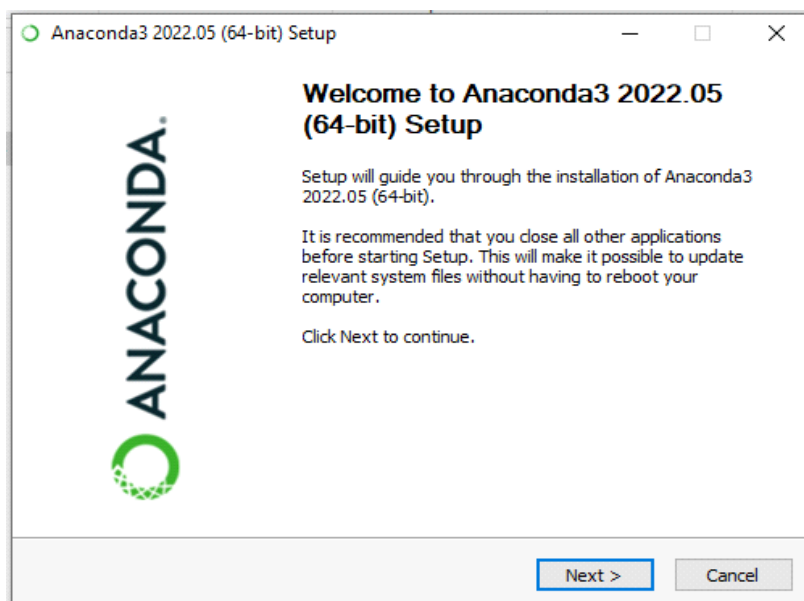 Anaconda3 2022.05 (64-bit) Setup
Welcome to Anaconda3 2022.05
(64-bit) Setup
Setup will guide you through the installation of Anaconda3
2022.05 (64-bit).
It is recommended that you close all other applications
before starting Setup. This will make it possible to update
relevant system files without having to reboot your
computer.
Click Next to continue.
ANACONDA.
Next >
Cancel